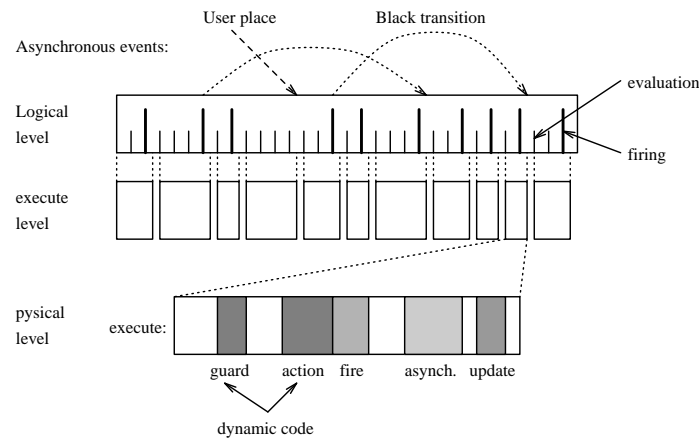 User place
Black transition
Asynchronous events:
evaluation
Logical
level
firing
execute
level
pysical
level
execute:
guard action fire asynch. update
dynamic code